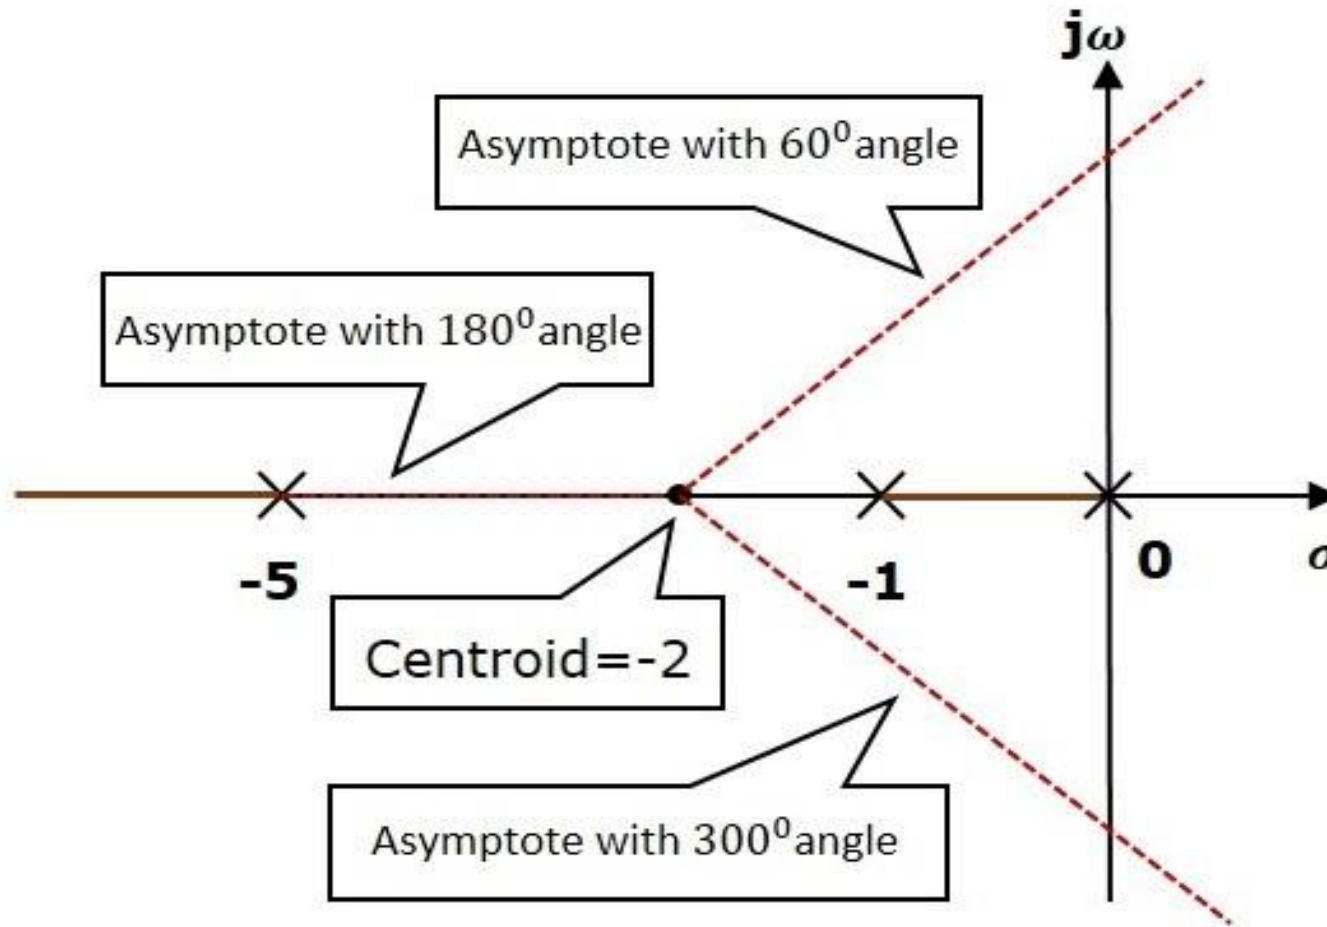 jω
Asymptote with 60⁰angle
Asymptote with 180⁰angle
-5
-1
0
σ
Centroid=-2
Asymptote with 300⁰angle